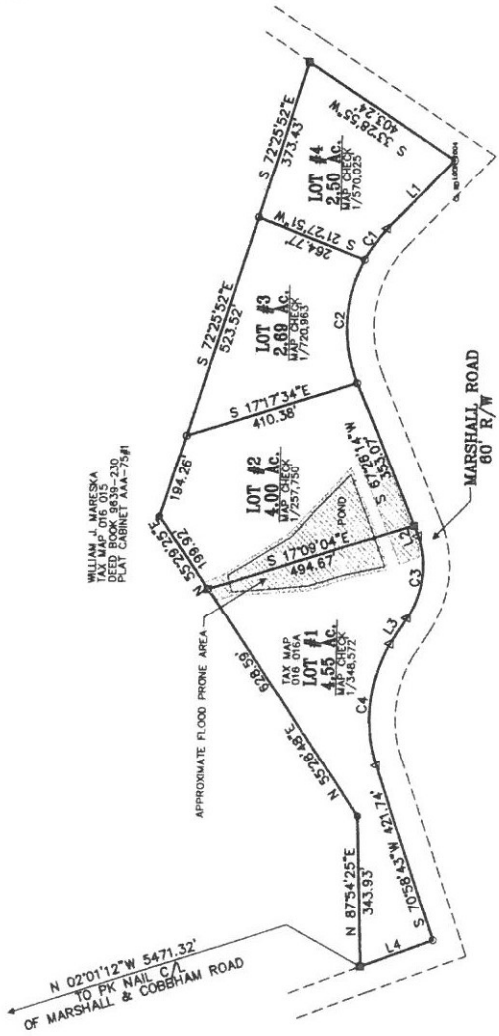 WILLIAM J. MARESKA
TAX MAP 016 015
DEED BOOK 9639-230
PLAT CABINET AAA-75#1
S 72°25'52"E
373.43'
S 72°25'52"E
523.52'
194.26'
N 55°29'25"E
199.92'
S 33°28'55"W
403.24'
LOT #4
2.50 Ac.
MAP CHECK
1/570,025
S 21°27'51"W
264.77'
L1
C1
LOT #3
2.69 Ac.
MAP CHECK
1/720,963
C2
S 17°17'34"E
410.38'
LOT #2
4.00 Ac.
MAP CHECK
1/257,750
POND
S 67°26'14"W
353.07'
S 17°09'04"E
494.67'
L2
C3
MARSHALL ROAD
60' R/W
APPROXIMATE FLOOD PRONE AREA
628.59'
N 55°28'48"E
TAX MAP
016 016A
LOT #1
4.55 Ac.
MAP CHECK
1/348,572
L3
C4
N 87°54'25"E
343.93'
S 70°58'43"W 421.74'
L4
N 02°01'12"W 5471.32'
TO PK NAIL C/L
OF MARSHALL & COBBHAM ROAD